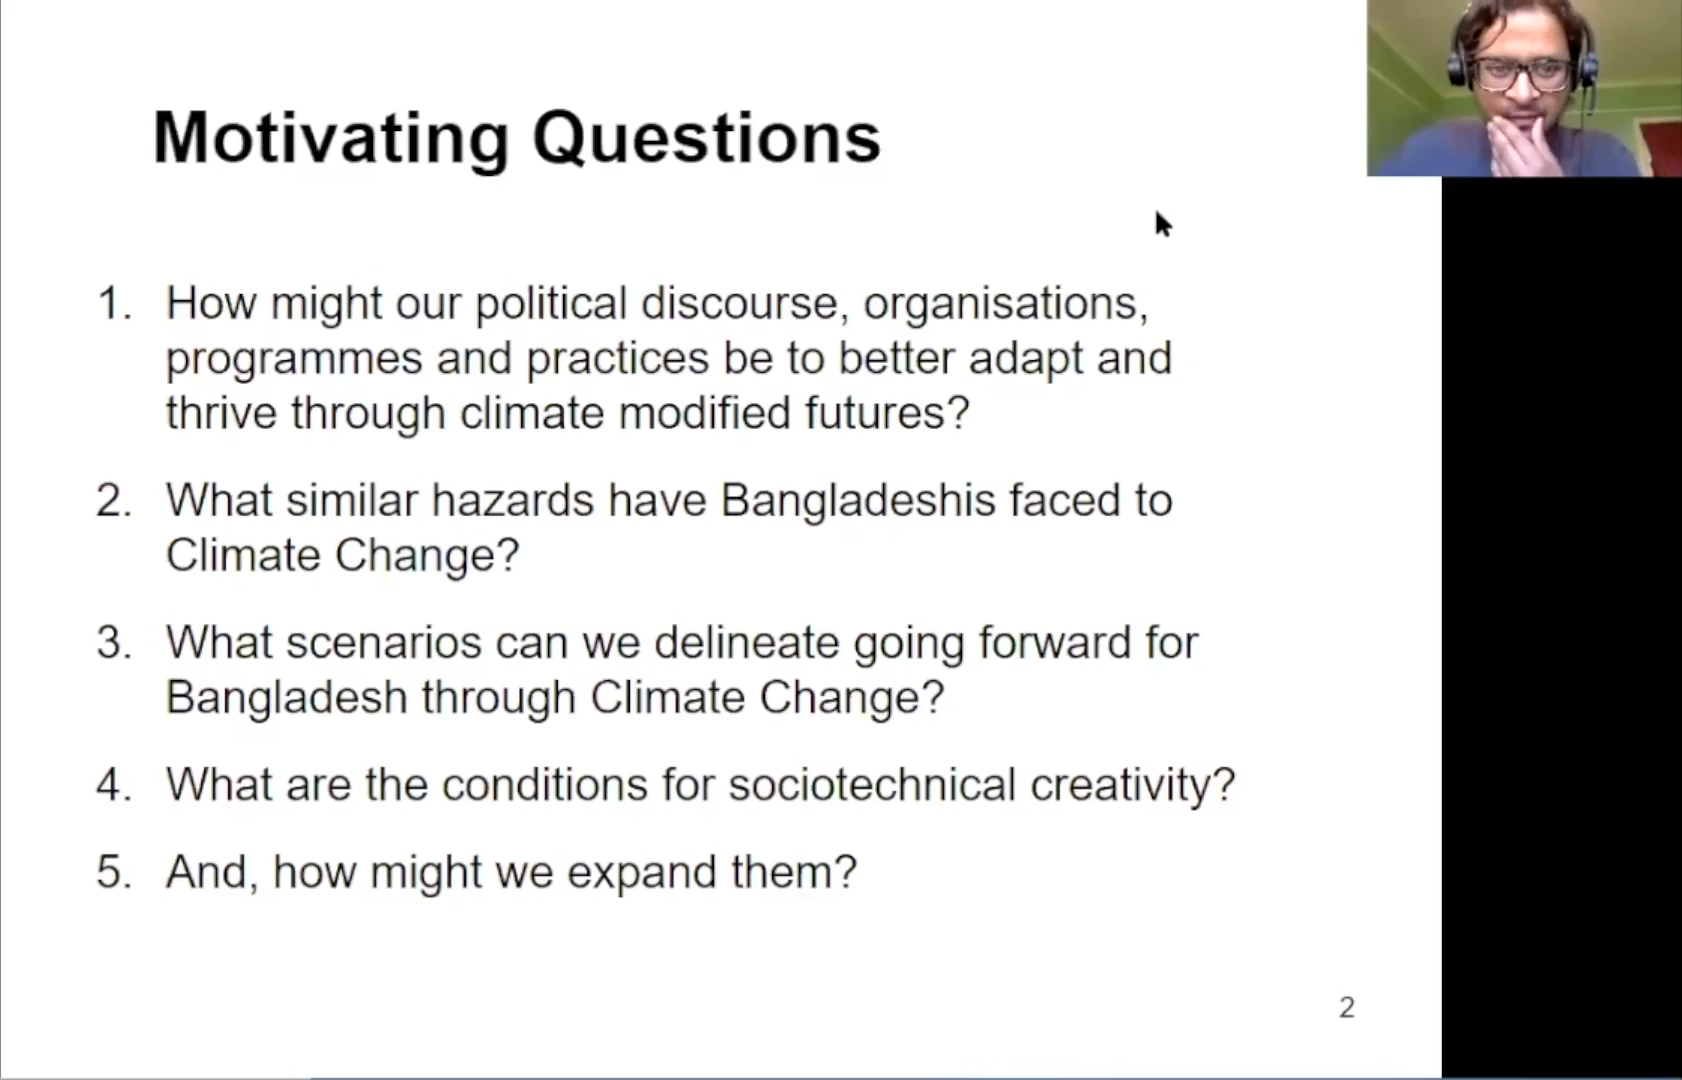 Motivating Questions
1. How might our political discourse, organisations,
programmes and practices be to better adapt and
thrive through climate modified futures?
2. What similar hazards have Bangladeshis faced to
Climate Change?
3. What scenarios can we delineate going forward for
Bangladesh through Climate Change?
4. What are the conditions for sociotechnical creativity?
5. And, how might we expand them?
2